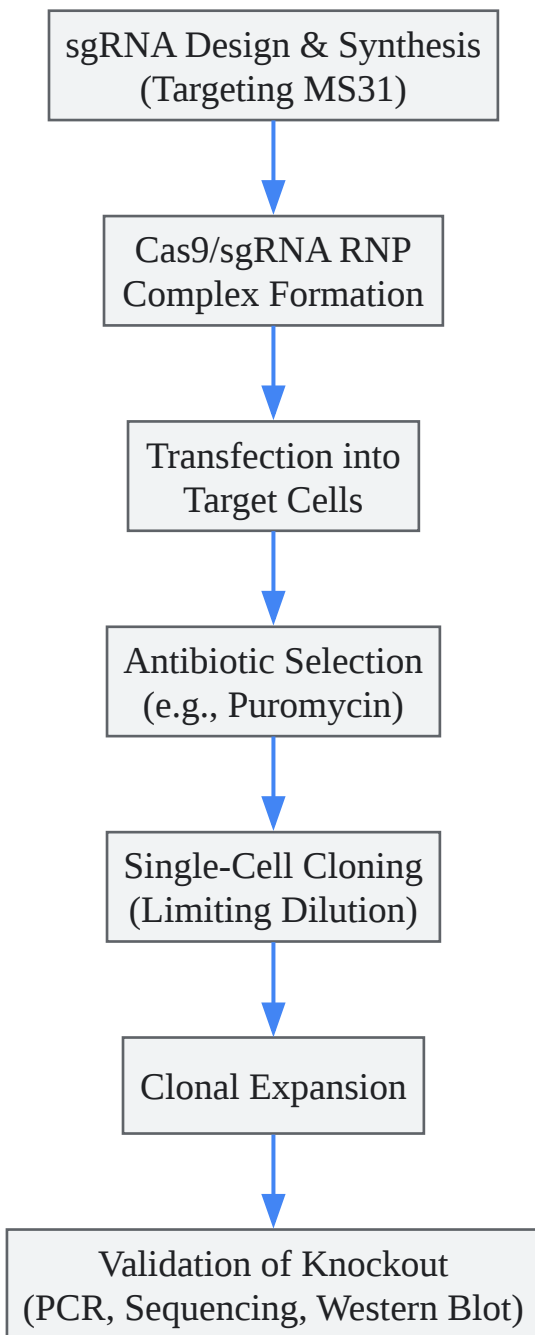 sgRNA Design & Synthesis
(Targeting MS31)
Cas9/sgRNA RNP
Complex Formation
Transfection into
Target Cells
Antibiotic Selection
(e.g., Puromycin)
Single-Cell Cloning
(Limiting Dilution)
Clonal Expansion
Validation of Knockout
(PCR, Sequencing, Western Blot)